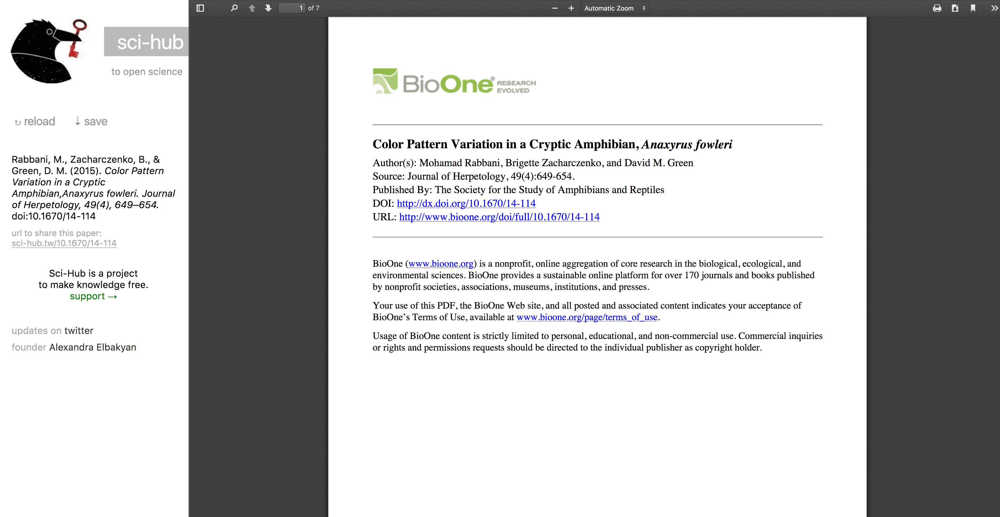 sci-hub
to open science
↻ reload ⇣ save
Rabbani, M., Zacharczenko, B., &
Green, D. M. (2015). Color Pattern
Variation in a Cryptic
Amphibian,Anaxyrus fowleri. Journal
of Herpetology, 49(4), 649–654.
doi:10.1670/14-114
url to share this paper:
sci-hub.tw/10.1670/14-114
Sci-Hub is a project
to make knowledge free.
support →
updates on twitter
founder Alexandra Elbakyan
1 of 7
Automatic Zoom
BioOne® RESEARCH
EVOLVED
Color Pattern Variation in a Cryptic Amphibian, Anaxyrus fowleri
Author(s): Mohamad Rabbani, Brigette Zacharczenko, and David M. Green
Source: Journal of Herpetology, 49(4):649-654.
Published By: The Society for the Study of Amphibians and Reptiles
DOI: http://dx.doi.org/10.1670/14-114
URL: http://www.bioone.org/doi/full/10.1670/14-114
BioOne (www.bioone.org) is a nonprofit, online aggregation of core research in the biological, ecological, and
environmental sciences. BioOne provides a sustainable online platform for over 170 journals and books published
by nonprofit societies, associations, museums, institutions, and presses.
Your use of this PDF, the BioOne Web site, and all posted and associated content indicates your acceptance of
BioOne’s Terms of Use, available at www.bioone.org/page/terms_of_use.
Usage of BioOne content is strictly limited to personal, educational, and non-commercial use. Commercial inquiries
or rights and permissions requests should be directed to the individual publisher as copyright holder.